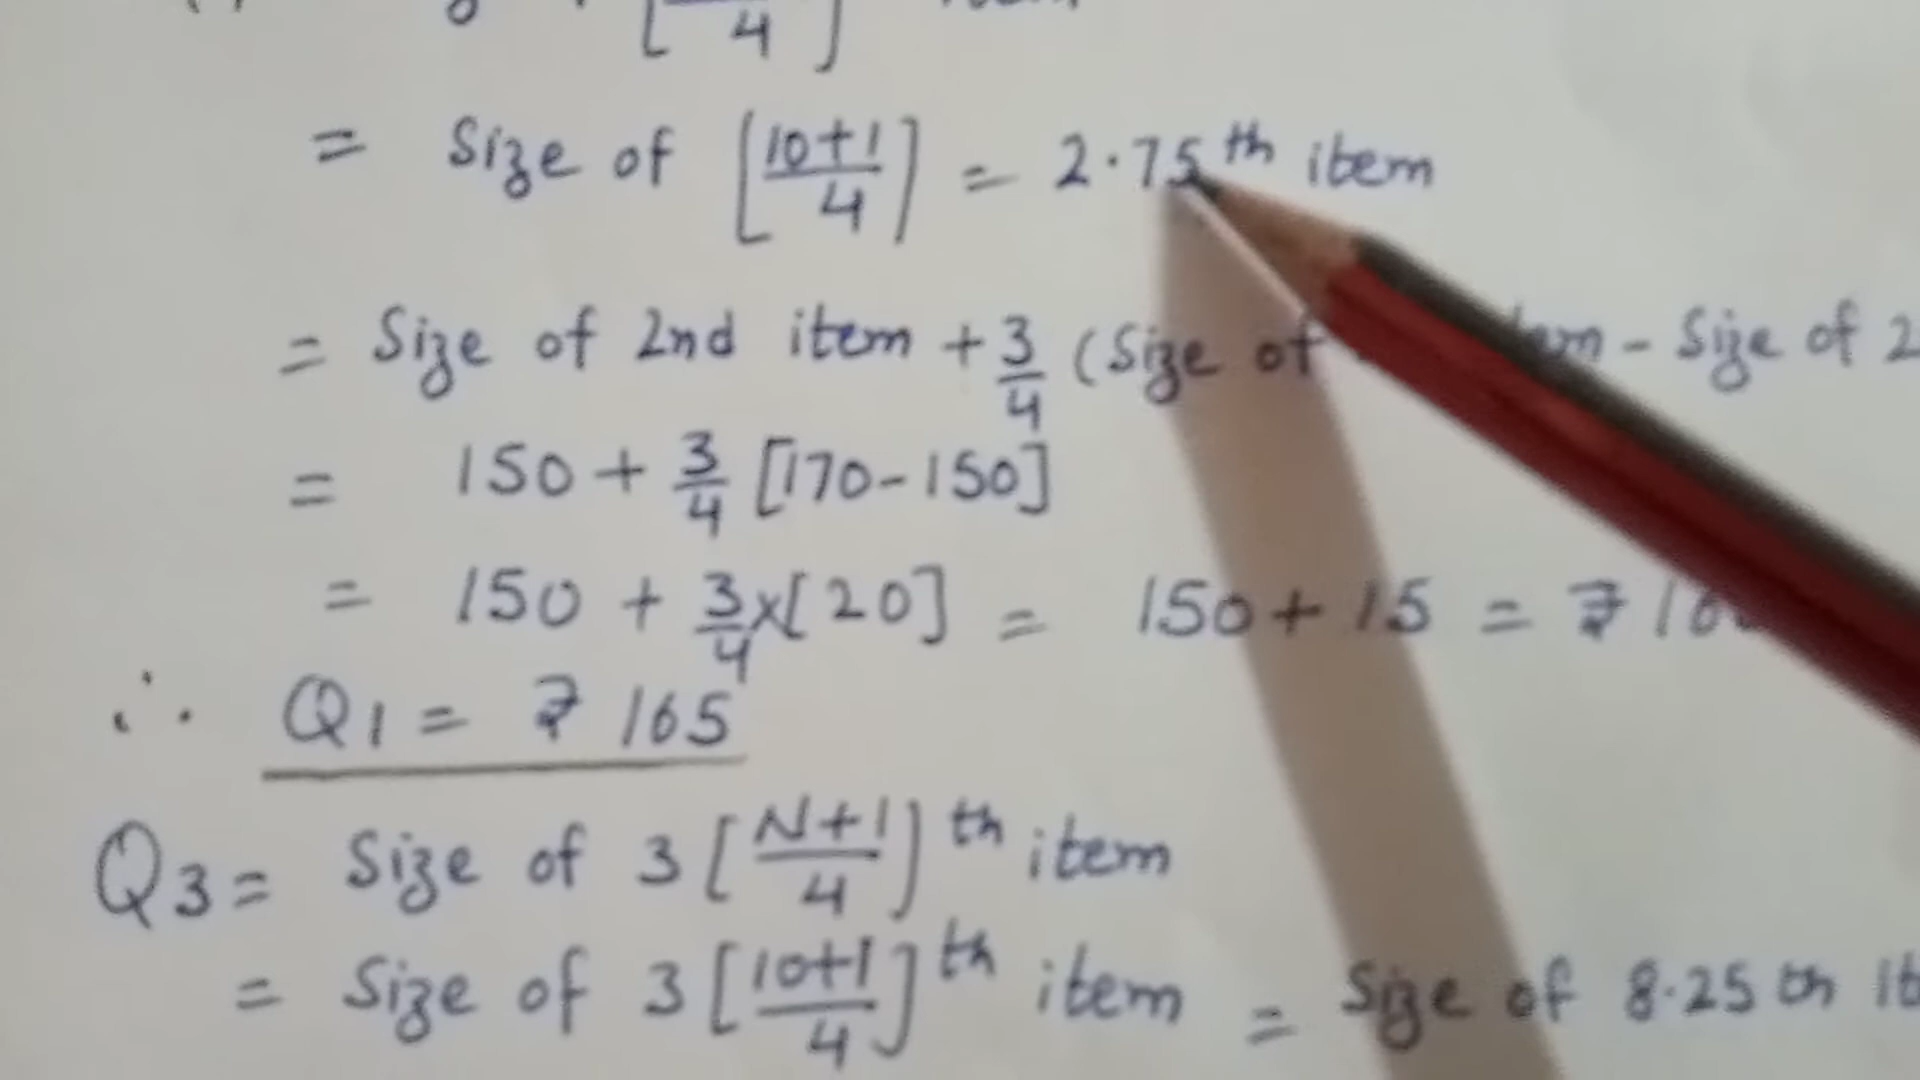 4
= Size of [10+1/4] = 2.75th item
= Size of 2nd item + 3/4 (Size of - Size of 2
= 150 + 3/4 [170-150]
= 150 + 3/4 x[20] = 150 + 15 = ₹
∴ Q1 = ₹ 165
Q3 = Size of 3 [N+1/4]th item
= Size of 3 [10+1/4]th item = Size of 8.25th